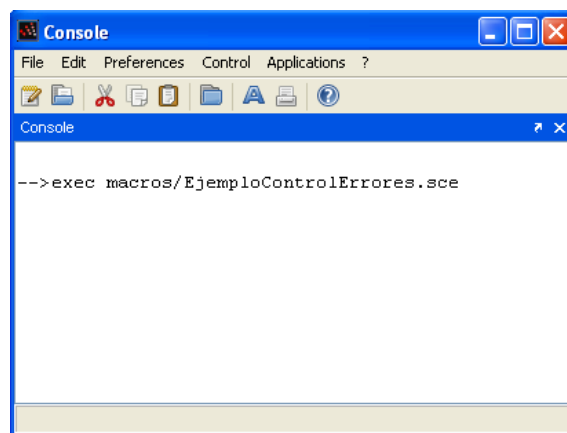 Console
File Edit Preferences Control Applications ?
Console
-->exec macros/EjemploControlErrores.sce